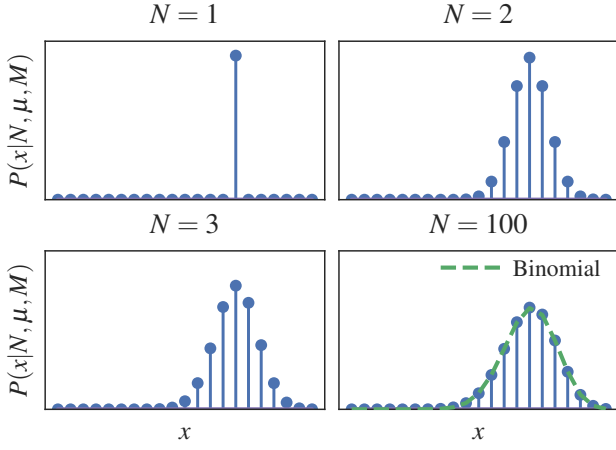 N = 1
N = 2
P(x|N, μ, M)
N = 3
N = 100
P(x|N, μ, M)
Binomial
x
x